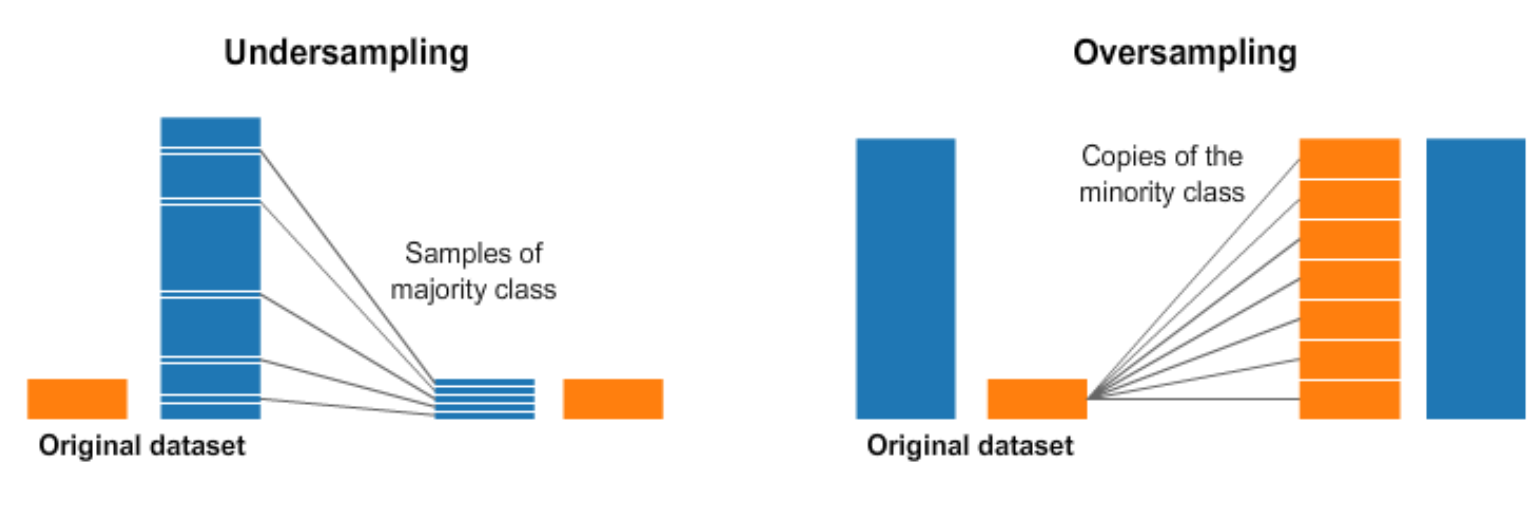 Undersampling
Samples of
majority class
Original dataset
Oversampling
Copies of the
minority class
Original dataset